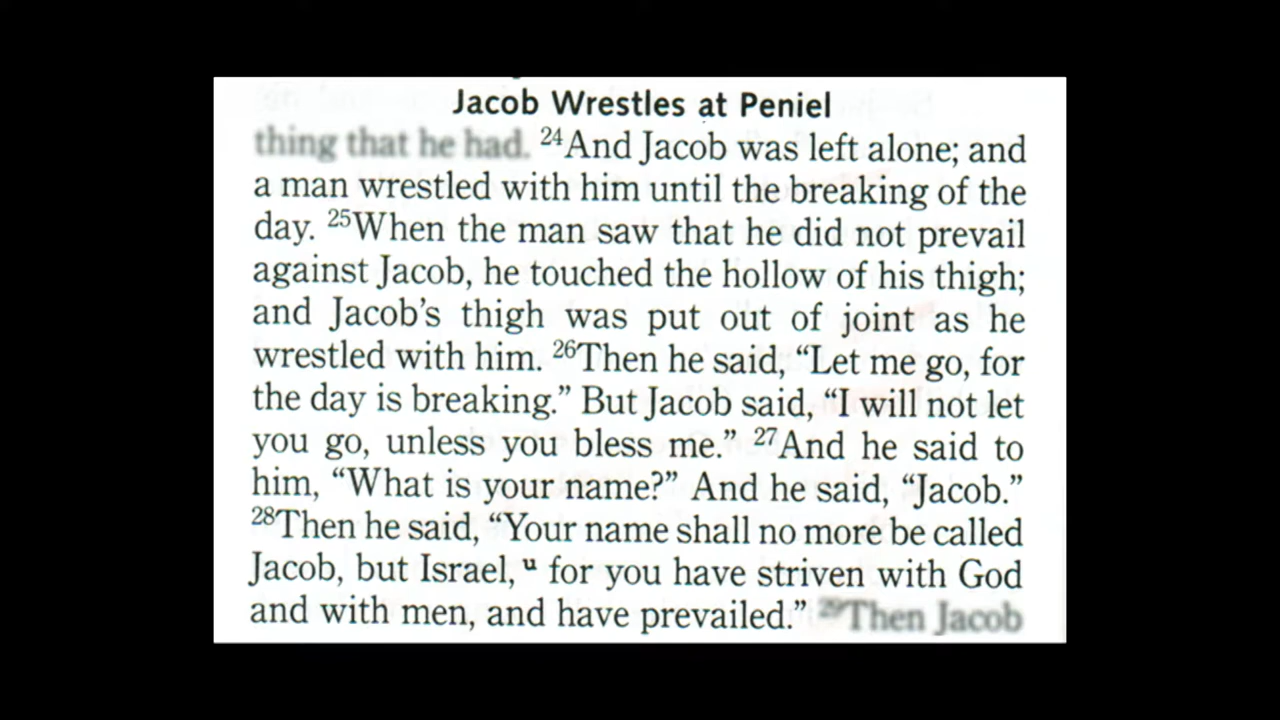 Jacob Wrestles at Peniel
thing that he had. ²⁴And Jacob was left alone; and
a man wrestled with him until the breaking of the
day. ²⁵When the man saw that he did not prevail
against Jacob, he touched the hollow of his thigh;
and Jacob’s thigh was put out of joint as he
wrestled with him. ²⁶Then he said, “Let me go, for
the day is breaking.” But Jacob said, “I will not let
you go, unless you bless me.” ²⁷And he said to
him, “What is your name?” And he said, “Jacob.”
²⁸Then he said, “Your name shall no more be called
Jacob, but Israel,ᵘ for you have striven with God
and with men, and have prevailed.” ²⁹Then Jacob